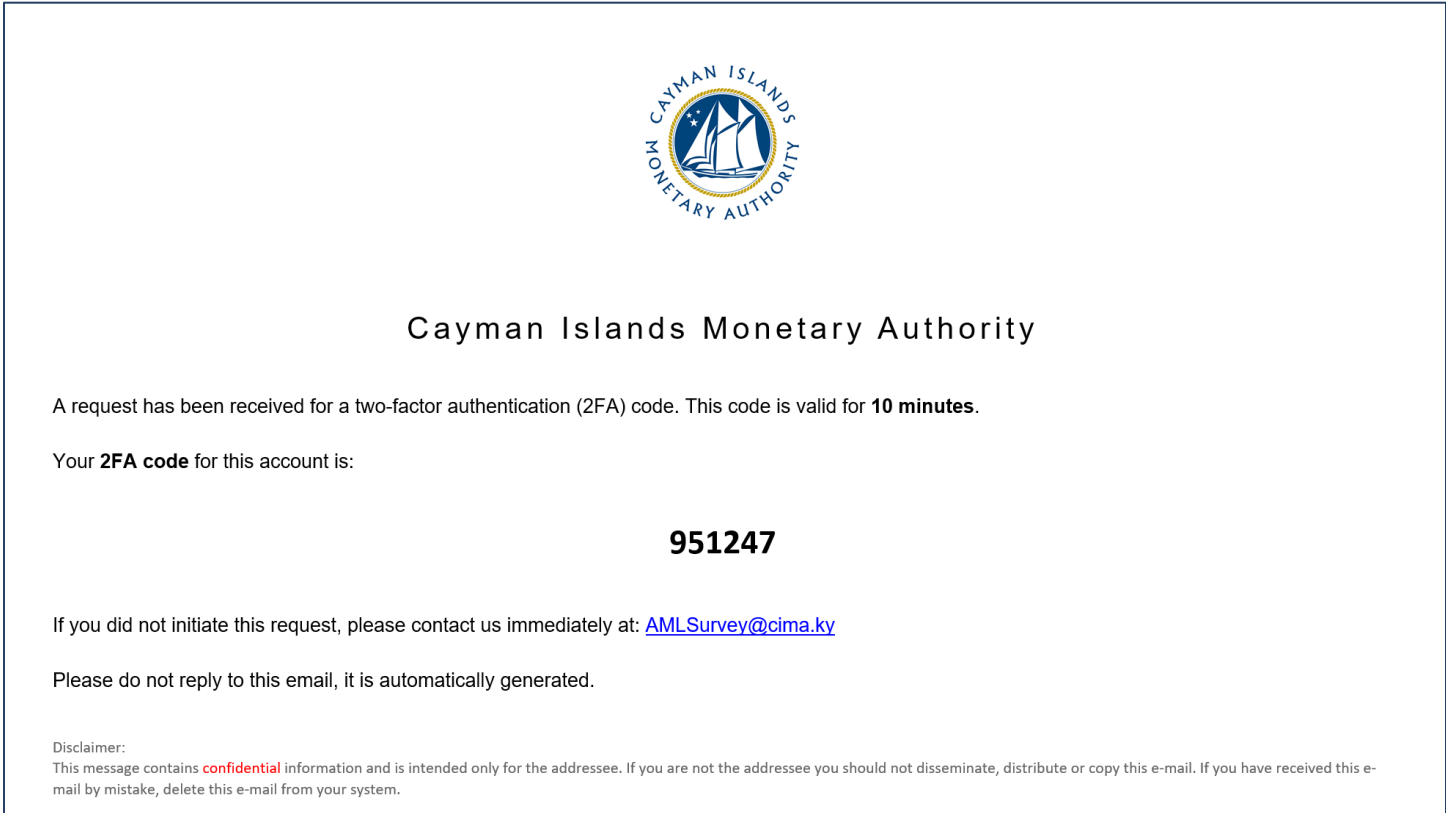 CAYMAN ISLANDS
MONETARY AUTHORITY
Cayman Islands Monetary Authority
A request has been received for a two-factor authentication (2FA) code. This code is valid for 10 minutes.
Your 2FA code for this account is:
951247
If you did not initiate this request, please contact us immediately at: AMLSurvey@cima.ky
Please do not reply to this email, it is automatically generated.
Disclaimer:
This message contains confidential information and is intended only for the addressee. If you are not the addressee you should not disseminate, distribute or copy this e-mail. If you have received this e-
mail by mistake, delete this e-mail from your system.